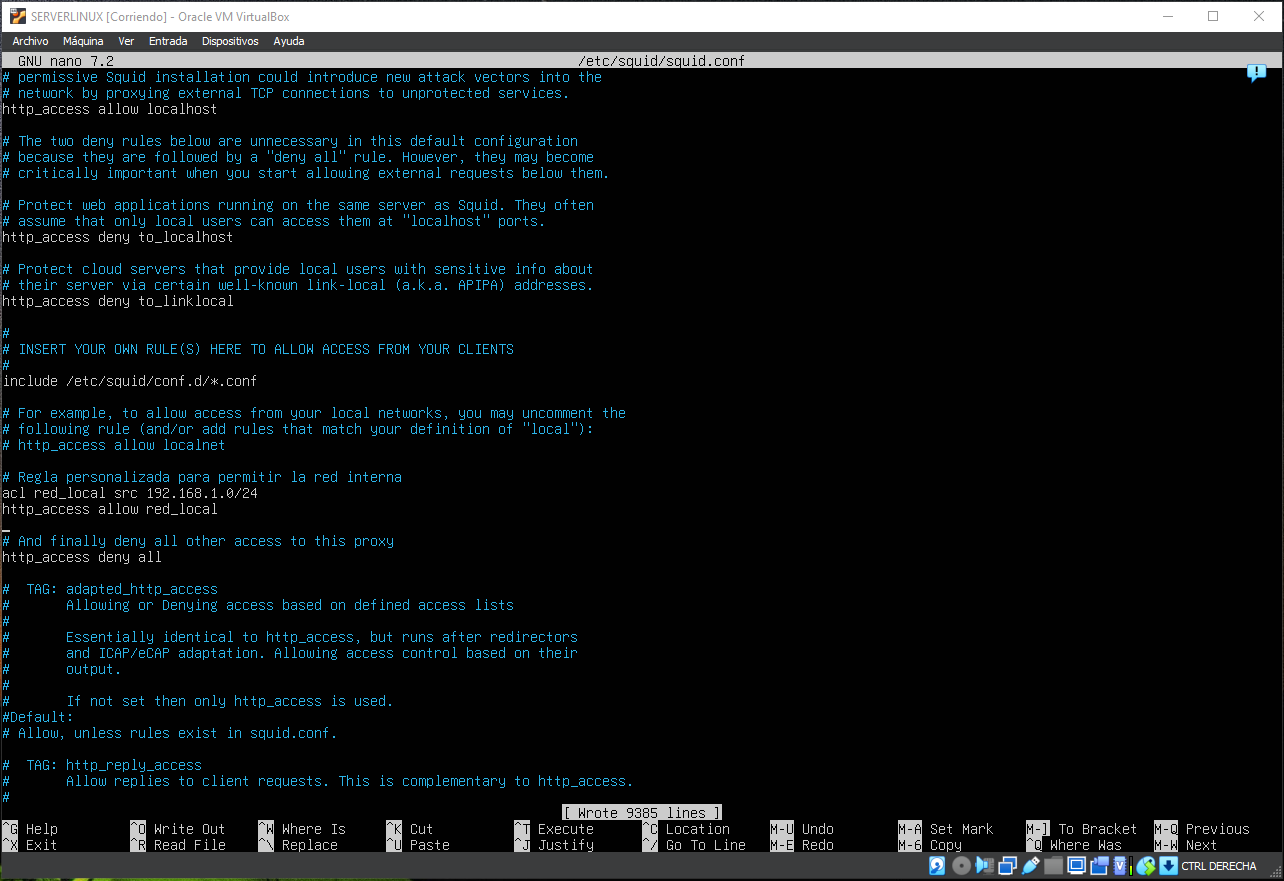 SERVERLINUX [Corriendo] - Oracle VM VirtualBox
Archivo Máquina Ver Entrada Dispositivos Ayuda
GNU nano 7.2 /etc/squid/squid.conf
# permissive Squid installation could introduce new attack vectors into the
# network by proxying external TCP connections to unprotected services.
http_access allow localhost
# The two deny rules below are unnecessary in this default configuration
# because they are followed by a "deny all" rule. However, they may become
# critically important when you start allowing external requests below them.
# Protect web applications running on the same server as Squid. They often
# assume that only local users can access them at "localhost" ports.
http_access deny to_localhost
# Protect cloud servers that provide local users with sensitive info about
# their server via certain well-known link-local (a.k.a. APIPA) addresses.
http_access deny to_linklocal
#
# INSERT YOUR OWN RULE(S) HERE TO ALLOW ACCESS FROM YOUR CLIENTS
#
include /etc/squid/conf.d/*.conf
# For example, to allow access from your local networks, you may uncomment the
# following rule (and/or add rules that match your definition of "local"):
# http_access allow localnet
# Regla personalizada para permitir la red interna
acl red_local src 192.168.1.0/24
http_access allow red_local
# And finally deny all other access to this proxy
http_access deny all
#  TAG: adapted_http_access
#       Allowing or Denying access based on defined access lists
#
#       Essentially identical to http_access, but runs after redirectors
#       and ICAP/eCAP adaptation. Allowing access control based on their
#       output.
#
#       If not set then only http_access is used.
#Default:
# Allow, unless rules exist in squid.conf.
#  TAG: http_reply_access
#       Allow replies to client requests. This is complementary to http_access.
#
[ Wrote 9385 lines ]
^G Help ^O Write Out ^W Where Is ^K Cut ^T Execute ^C Location M-U Undo M-A Set Mark M-] To Bracket M-Q Previous
^X Exit ^R Read File ^\ Replace ^U Paste ^J Justify ^/ Go To Line M-E Redo M-6 Copy ^Q Where Was M-W Next
CTRL DERECHA